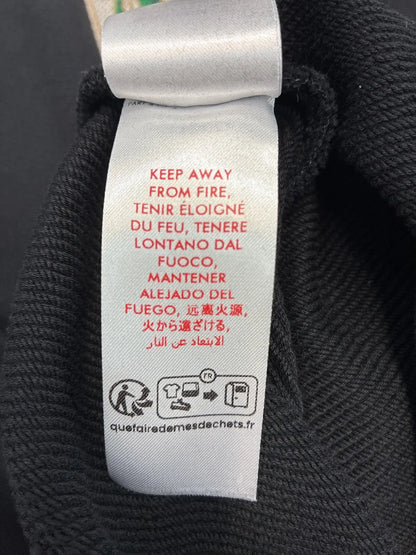 KEEP AWAY
FROM FIRE,
TENIR ÉLOIGNÉ
DU FEU, TENERE
LONTANO DAL
FUOCO,
MANTENER
ALEJADO DEL
FUEGO, 远离火源,
火から遠ざける,
الابتعاد عن النار
FR
quefairedemesdechets.fr